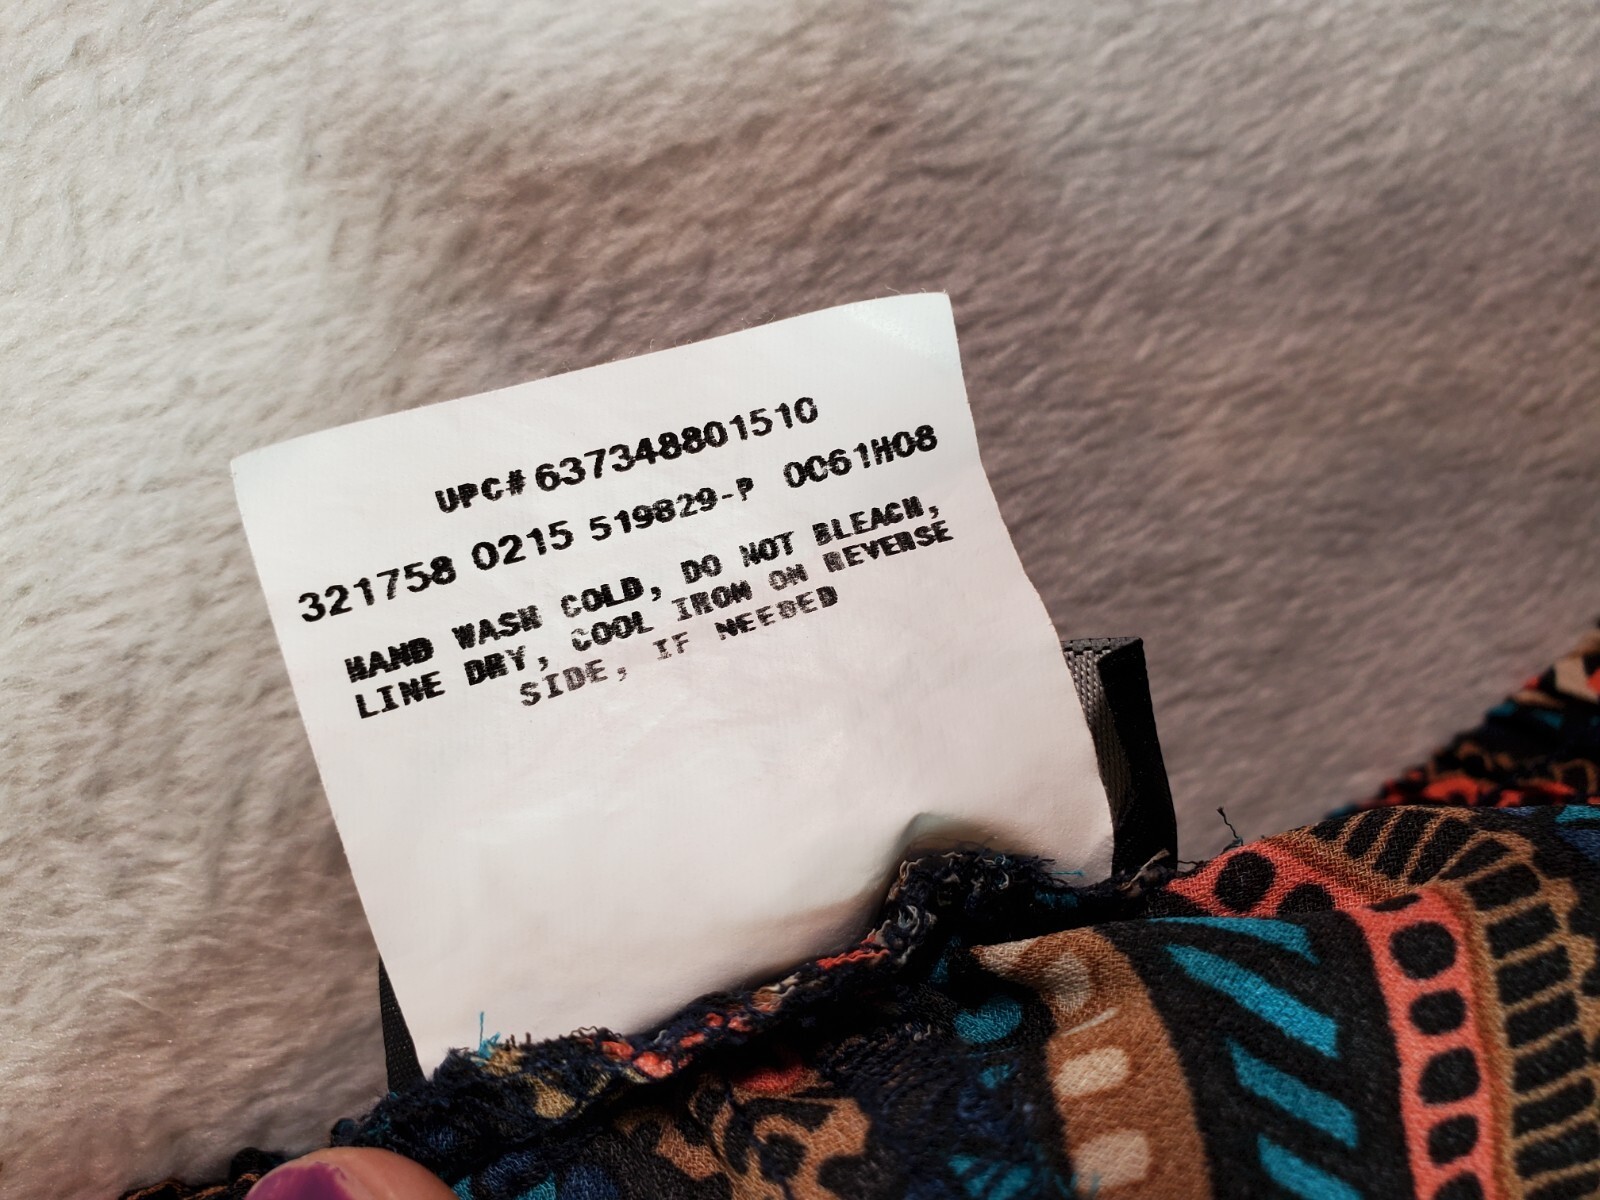 UPC# 637348801510
321758 0215 519829-P 0C61H08
HAND WASH COLD, DO NOT BLEACH,
LINE DRY, COOL IRON ON REVERSE
SIDE, IF NEEDED